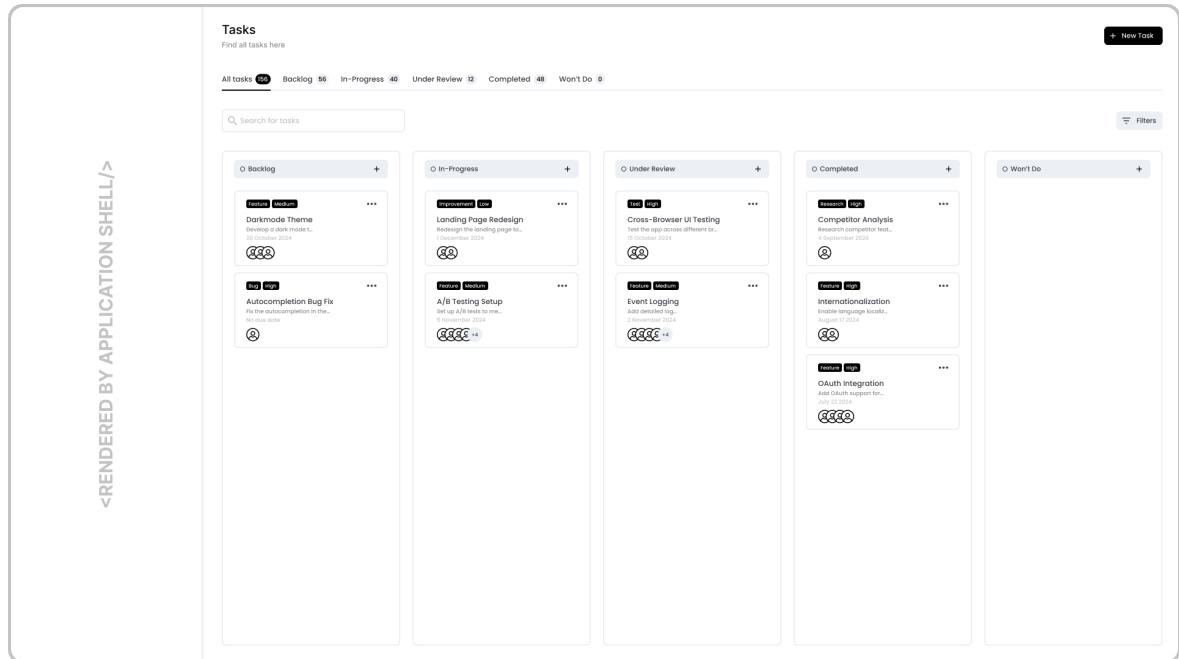 <RENDERED BY APPLICATION SHELL/>
Tasks
Find all tasks here
+ New Task
All tasks 156 Backlog 56 In-Progress 40 Under Review 12 Completed 48 Won't Do 0
Search for tasks
Filters
Backlog +
Feature Medium
Darkmode Theme
Develop a dark mode t...
20 October 2024
Bug High
Autocompletion Bug Fix
Fix the autocompletion in the...
No due date
In-Progress +
Improvement Low
Landing Page Redesign
Redesign the landing page to...
1 December 2024
Feature Medium
A/B Testing Setup
Set up A/B tests to me...
5 November 2024
+4
Under Review +
Test High
Cross-Browser UI Testing
Test the app across different br...
15 October 2024
Feature Medium
Event Logging
Add detailed log...
2 November 2024
+4
Completed +
Research High
Competitor Analysis
Research competitor feat...
4 September 2024
Feature High
Internationalization
Enable language localiz...
August 17 2024
Feature High
OAuth Integration
Add OAuth support for...
July 22 2024
Won't Do +